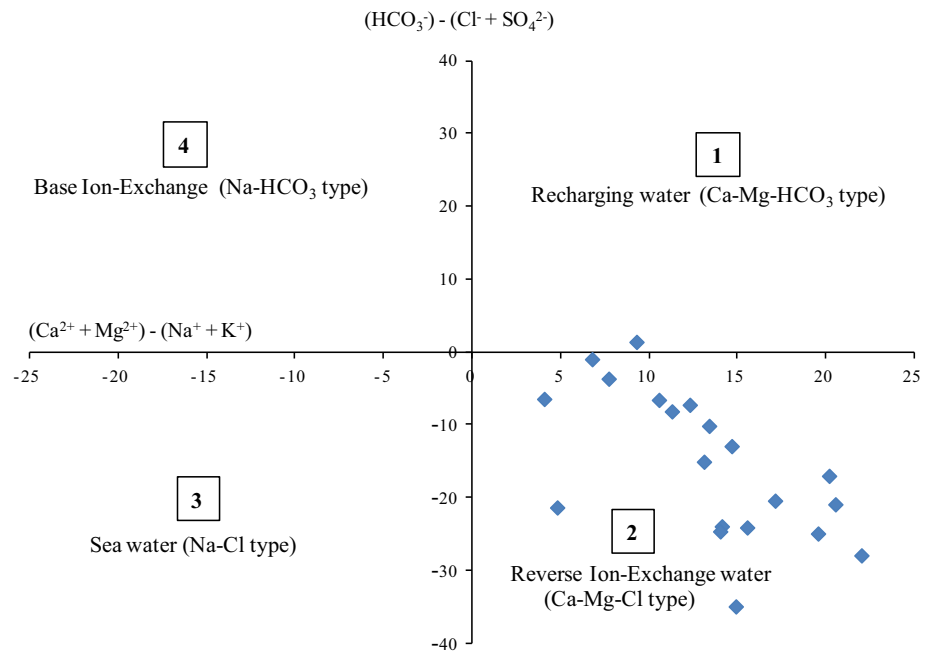 (HCO₃⁻) - (Cl⁻ + SO₄²⁻)
40
4
30
1
Base Ion-Exchange (Na-HCO₃ type)
Recharging water (Ca-Mg-HCO₃ type)
20
10
(Ca²⁺ + Mg²⁺) - (Na⁺ + K⁺)
0
-25 -20 -15 -10 -5 0 5 10 15 20 25
-10
3
-20
2
Sea water (Na-Cl type)
-30
Reverse Ion-Exchange water
(Ca-Mg-Cl type)
-40